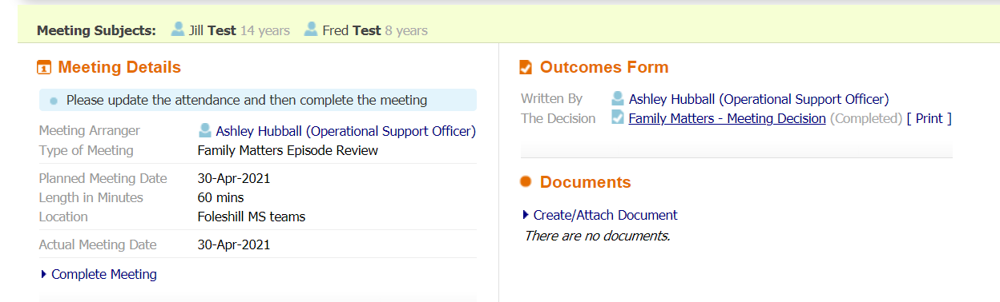 Meeting Subjects: Jill Test 14 years Fred Test 8 years
Meeting Details
Please update the attendance and then complete the meeting
Meeting Arranger Ashley Hubball (Operational Support Officer)
Type of Meeting Family Matters Episode Review
Planned Meeting Date 30-Apr-2021
Length in Minutes 60 mins
Location Foleshill MS teams
Actual Meeting Date 30-Apr-2021
Complete Meeting
Outcomes Form
Written By Ashley Hubball (Operational Support Officer)
The Decision Family Matters - Meeting Decision (Completed) [ Print ]
Documents
Create/Attach Document
There are no documents.